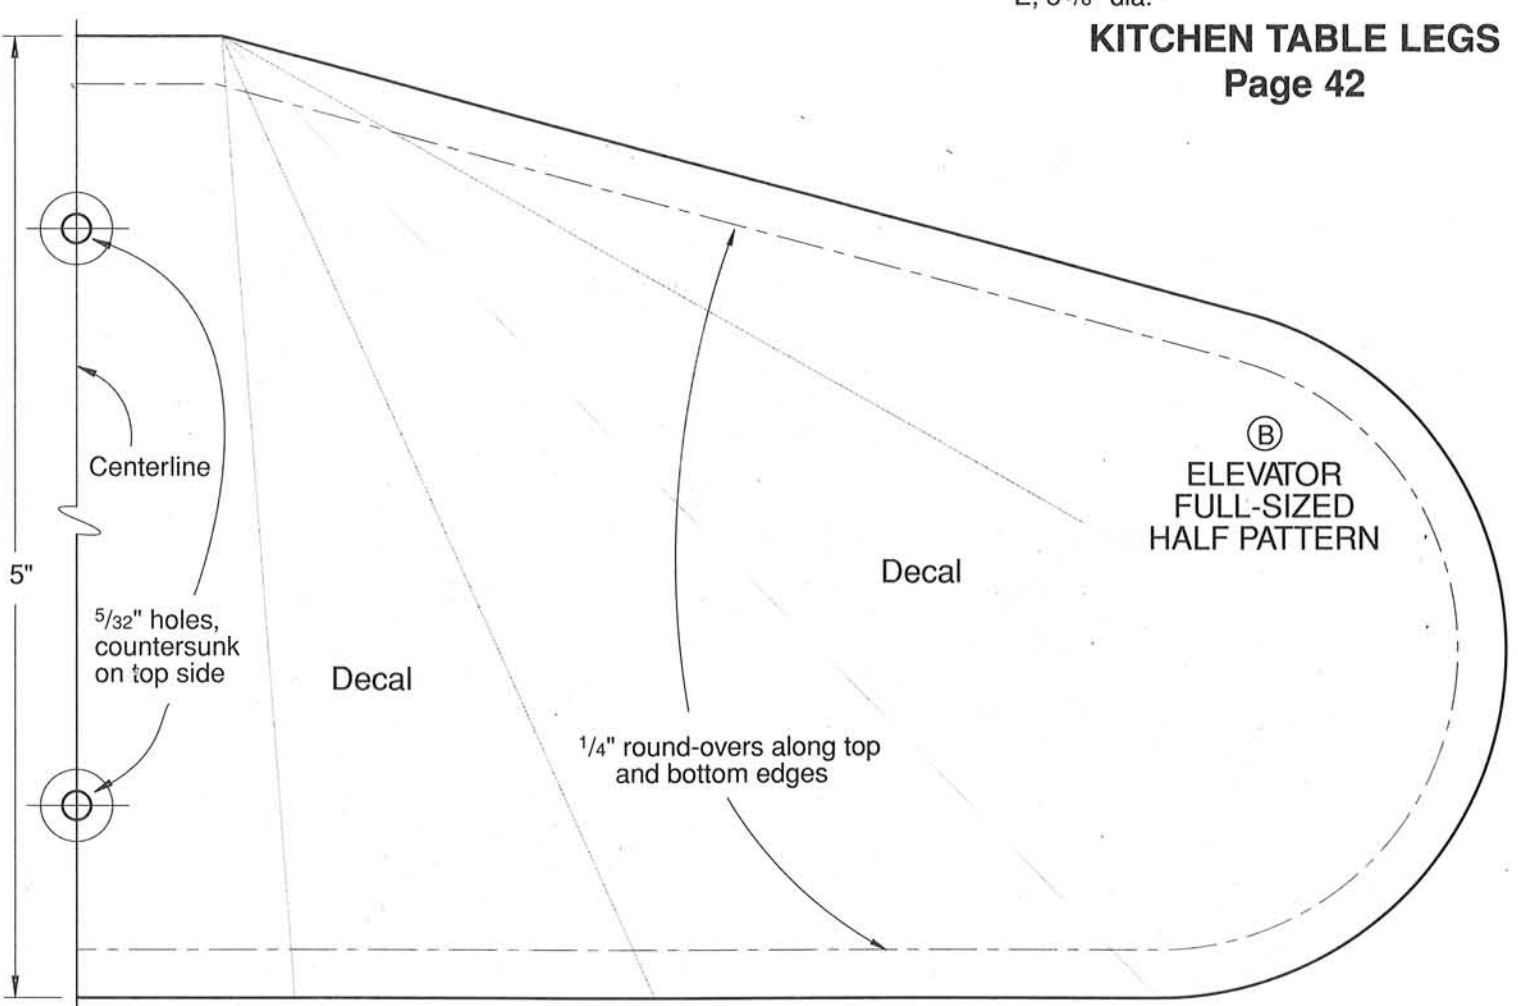 KITCHEN TABLE LEGS
Page 42
Centerline
5"
5/32" holes,
countersunk
on top side
Decal
1/4" round-overs along top
and bottom edges
Decal
B
ELEVATOR
FULL-SIZED
HALF PATTERN